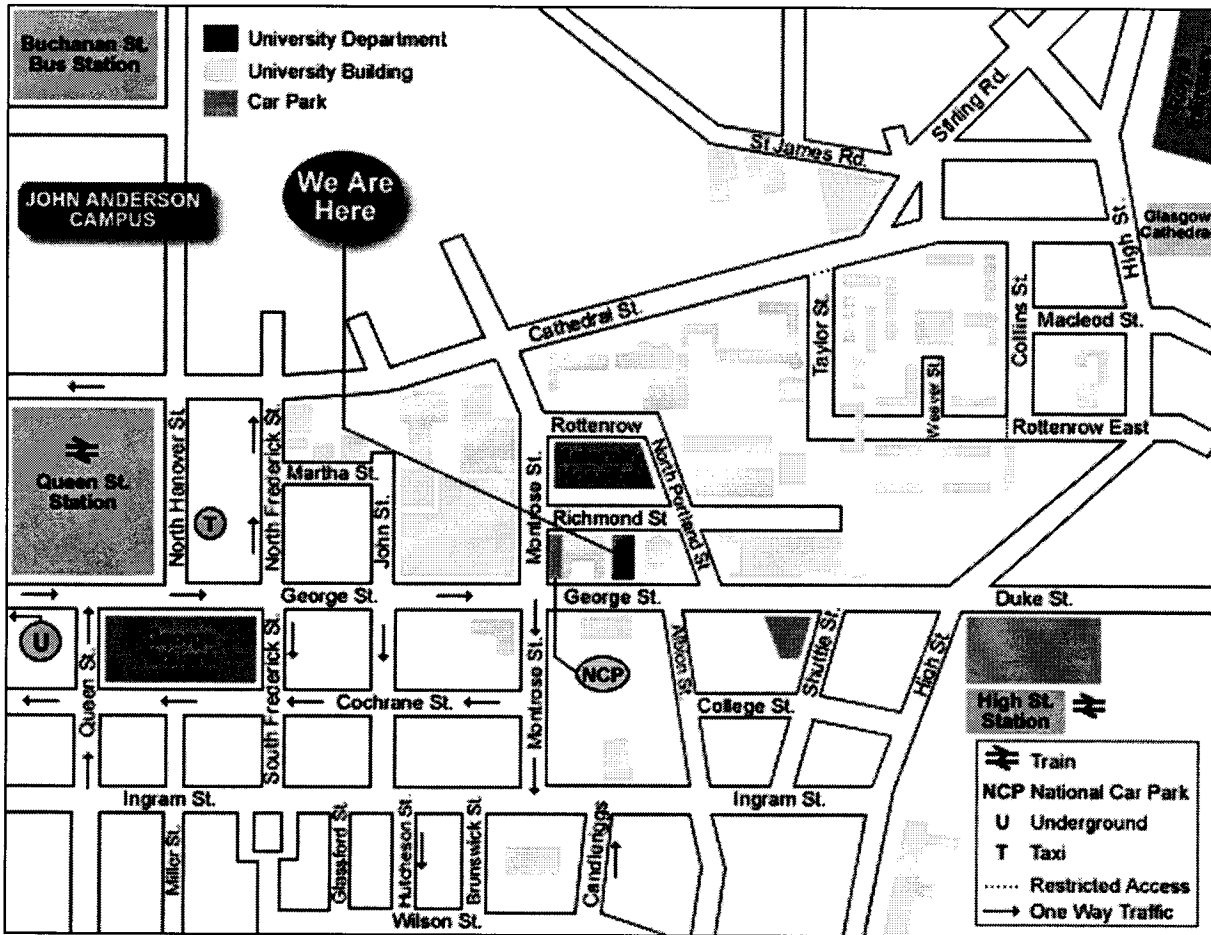 Buchanan St.
Bus Station
University Department
University Building
Car Park
JOHN ANDERSON
CAMPUS
We Are
Here
St James Rd.
Stirling Rd.
High St.
Glasgow
Cathedral
Cathedral St.
Taylor St.
Collins St.
Macleod St.
Weaver St.
Rottenrow East
Rottenrow
Queen St.
Station
North Hanover St.
T
North Frederick St.
Martha St.
John St.
Montrose St.
North Portland St.
Richmond St
George St.
George St.
Duke St.
U
Queen St.
South Frederick St.
Cochrane St.
Montrose St.
NCP
Albion St.
Shuttle St.
High St.
College St.
High St.
Station
Ingram St.
Ingram St.
Miller St.
Glassford St.
Hutcheson St.
Brunswick St.
Candleriggs
Wilson St.
Train
NCP National Car Park
U Underground
T Taxi
Restricted Access
One Way Traffic